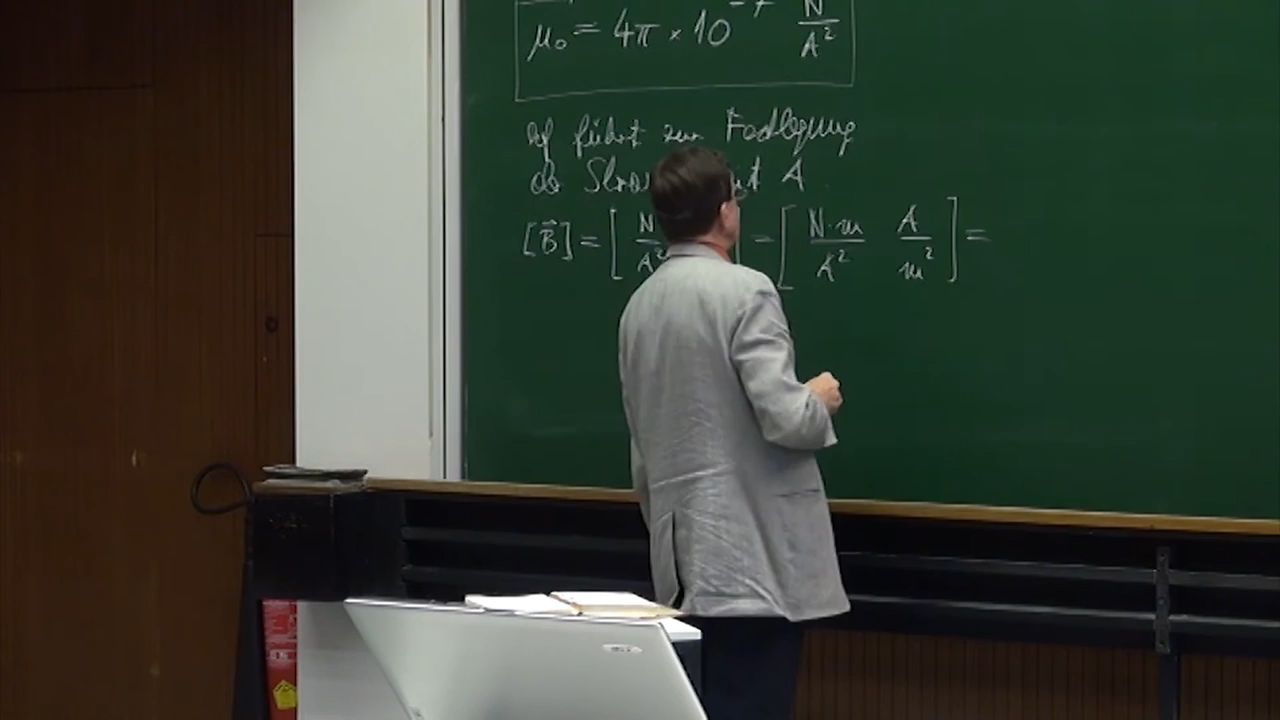 μ₀ = 4π × 10⁻⁷ N/A²
führt zur Festlegung
A
[B⃗] = [ N/A² ] = [ N·m/A² A/m² ] =